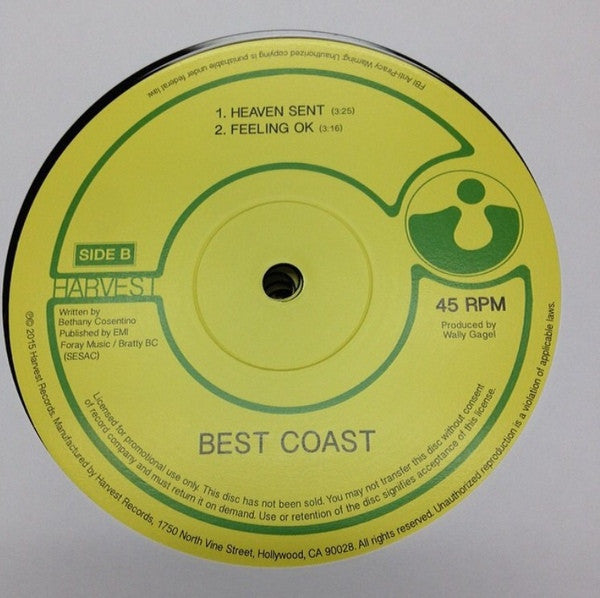 FBI Anti-Piracy Warning: Unauthorized copying is punishable under federal law.
1. HEAVEN SENT (3:25)
2. FEELING OK (3:16)
SIDE B
HARVEST
Written by
Bethany Cosentino
Published by EMI
Foray Music / Bratty BC
(SESAC)
45 RPM
Produced by
Wally Gagel
BEST COAST
Licensed for promotional use only. This disc has not been sold. You may not transfer this disc without consent
of record company and must return it on demand. Use or retention of the disc signifies acceptance of this license.
℗© 2015 Harvest Records. Manufactured by Harvest Records, 1750 North Vine Street, Hollywood, CA 90028. All rights reserved. Unauthorized reproduction is a violation of applicable laws.